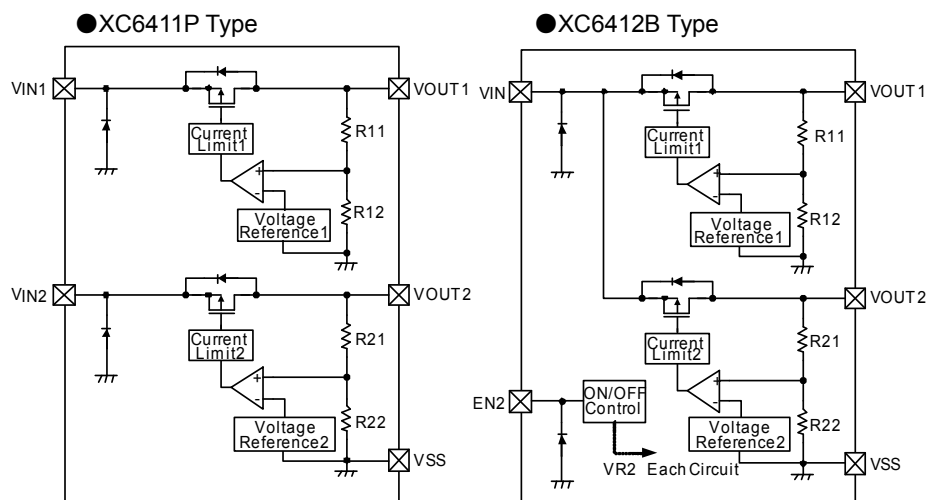 ●XC6411P Type
VIN1
VOUT1
R11
Current
Limit1
+
-
R12
Voltage
Reference1
VIN2
VOUT2
R21
Current
Limit2
+
-
R22
Voltage
Reference2
VSS
●XC6412B Type
VIN
VOUT1
R11
Current
Limit1
+
-
R12
Voltage
Reference1
VOUT2
R21
Current
Limit2
EN2
ON/OFF
Control
+
-
R22
Voltage
Reference2
VR2 Each Circuit
VSS